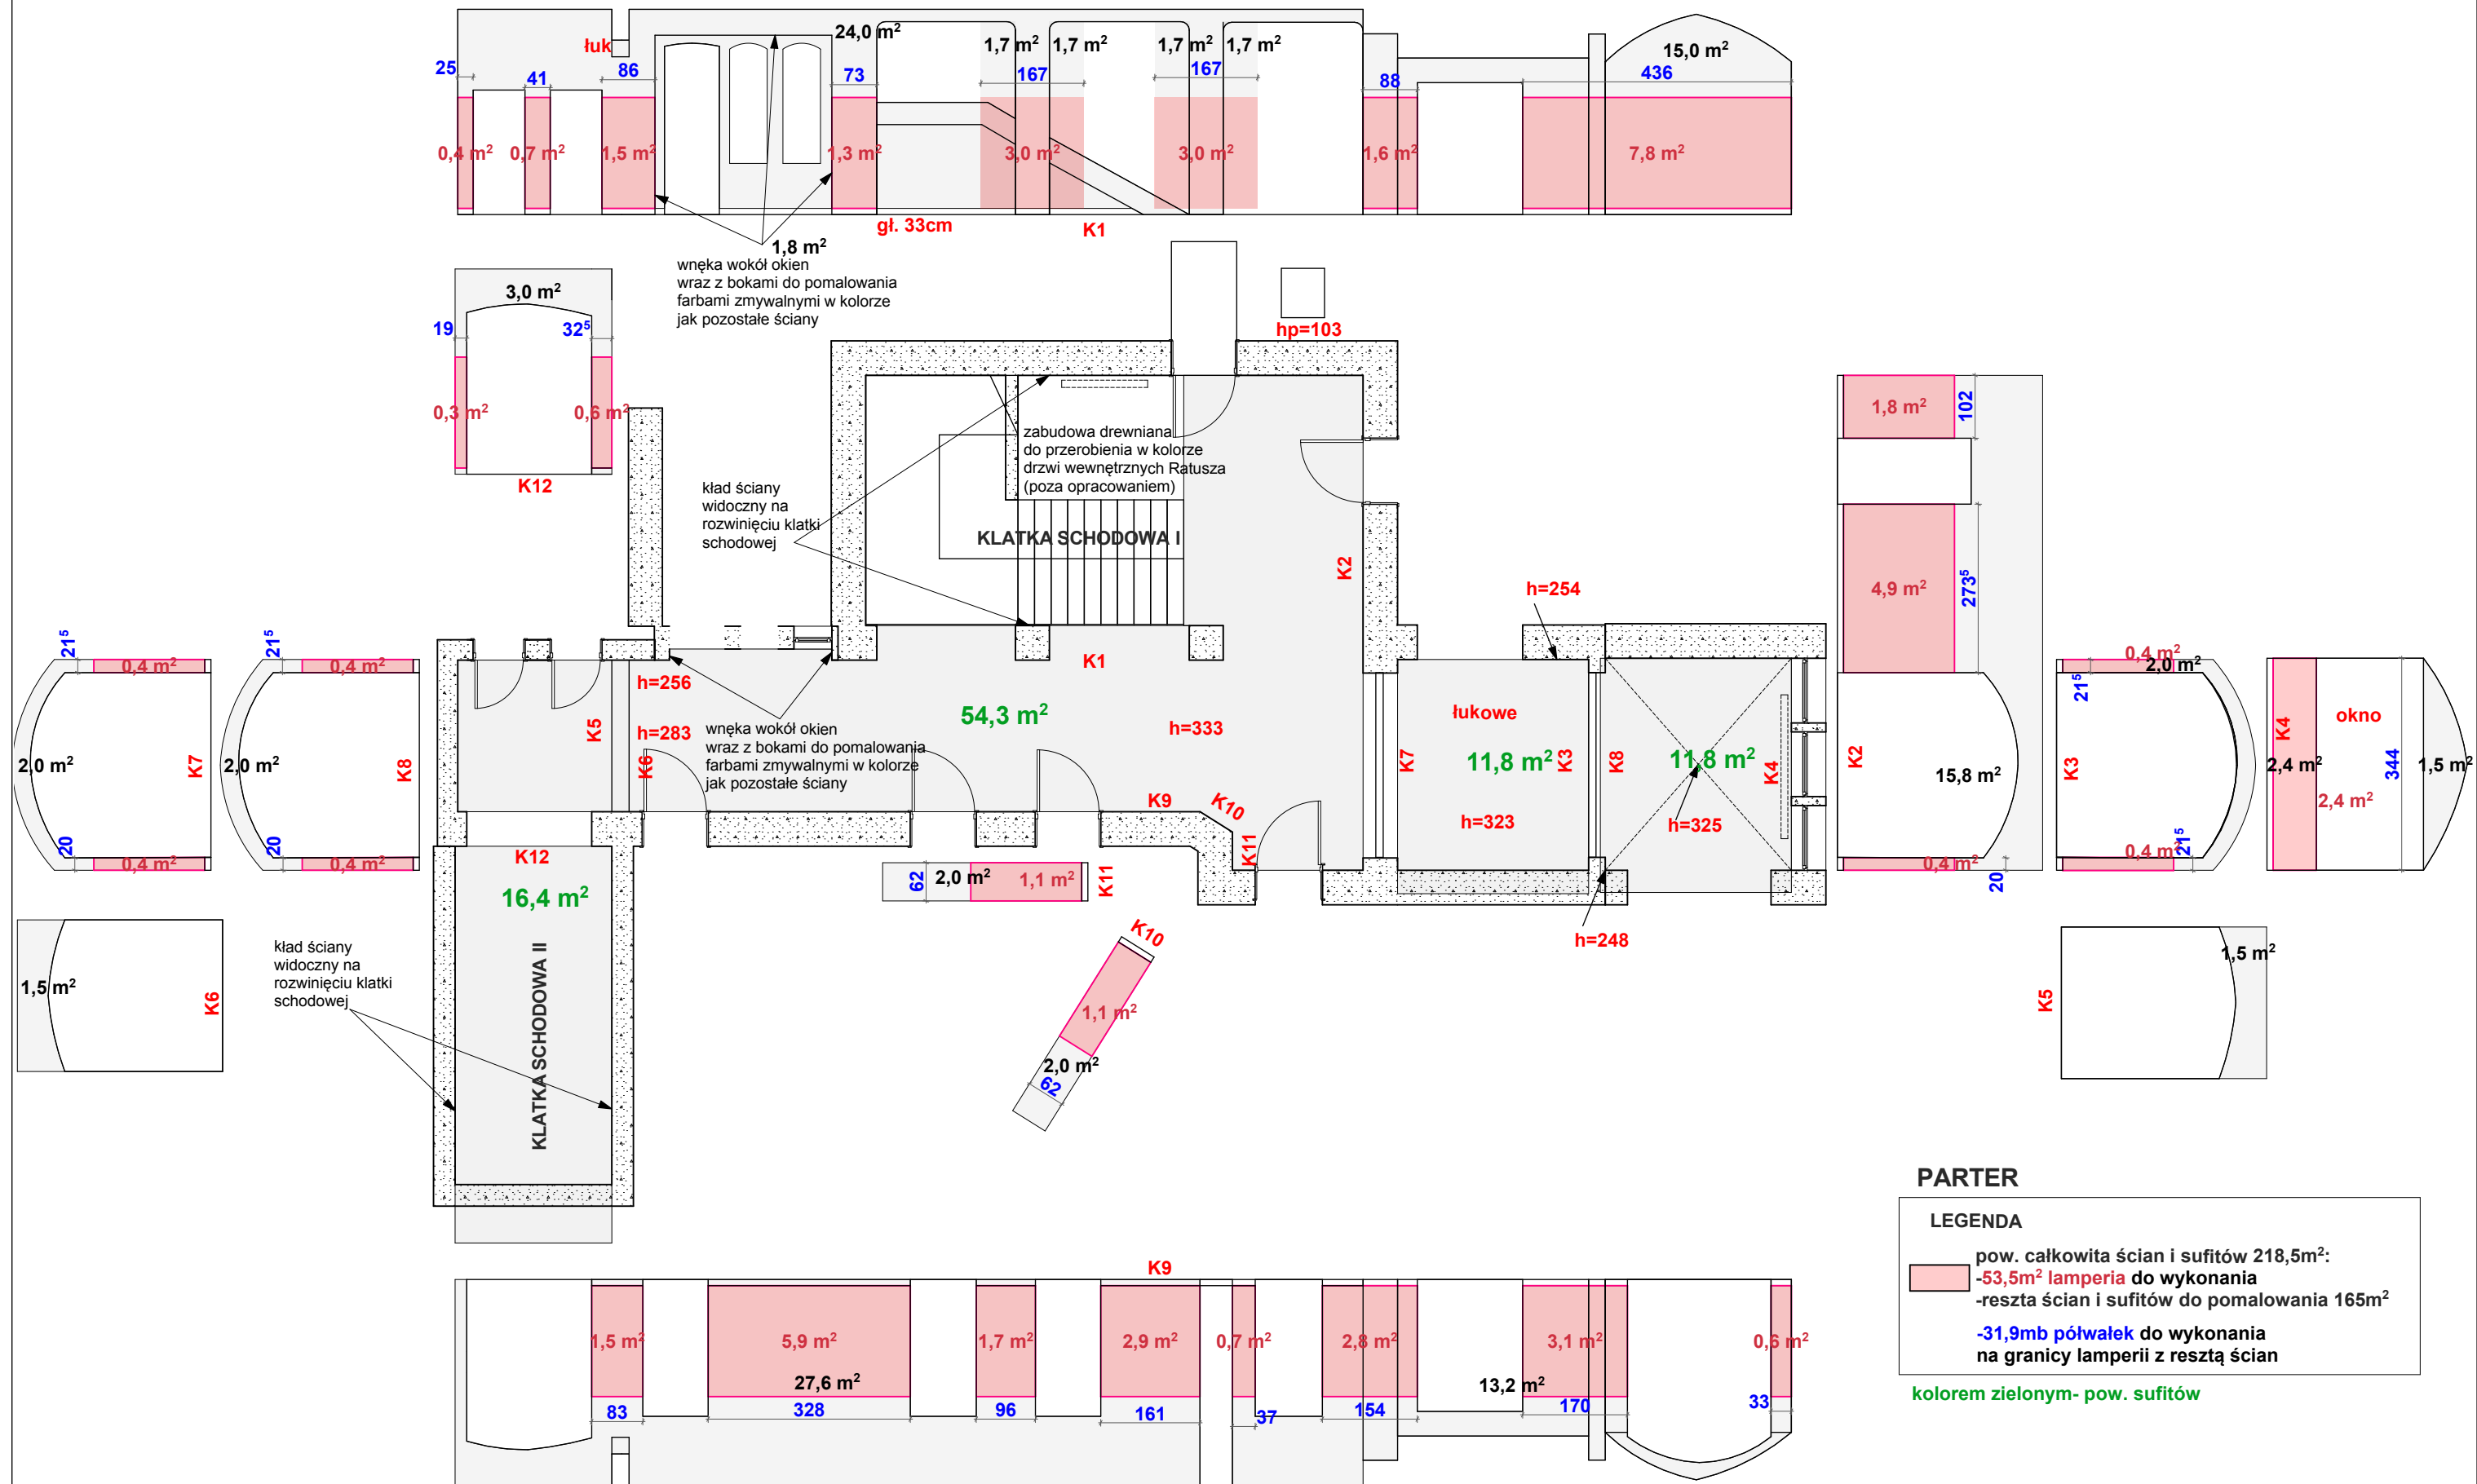 łuk
24,0 m²
1,7 m² 1,7 m² 1,7 m² 1,7 m²
15,0 m²
25 41 86 73 167 167 88 436
0,4 m² 0,7 m² 1,5 m² 1,3 m² 3,0 m² 3,0 m² 1,6 m² 7,8 m²
gł. 33cm
K1
1,8 m²
wnęka wokół okien
wraz z bokami do pomalowania
farbami zmywalnymi w kolorze
jak pozostałe ściany
3,0 m²
19 32⁵
0,3 m² 0,6 m²
K12
hp=103
zabudowa drewniana
do przerobienia w kolorze
drzwi wewnętrznych Ratusza
(poza opracowaniem)
kład ściany
widoczny na
rozwinięciu klatki
schodowej
KLATKA SCHODOWA I
K2
h=254
1,8 m² 102
4,9 m² 273⁵
K2
15,8 m²
0,4 m²
20
21⁵
0,4 m²
2,0 m²
K7
20
0,4 m²
21⁵
0,4 m²
2,0 m²
K8
20
0,4 m²
K1
h=256
h=283
K5
K6
54,3 m²
h=333
wnęka wokół okien
wraz z bokami do pomalowania
farbami zmywalnymi w kolorze
jak pozostałe ściany
K9
K10
K11
łukowe
K7
11,8 m²
K3
h=323
K8
11,8 m²
K4
h=325
h=248
0,4 m²
2,0 m²
21⁵
K3
0,4 m²
21⁵
K4
okno
2,4 m²
344
1,5 m²
2,4 m²
K12
16,4 m²
KLATKA SCHODOWA II
62
2,0 m² 1,1 m²
K11
K10
1,1 m²
2,0 m²
62
1,5 m²
K6
kład ściany
widoczny na
rozwinięciu klatki
schodowej
1,5 m²
K5
K9
1,5 m² 5,9 m² 1,7 m² 2,9 m² 0,7 m² 2,8 m² 3,1 m² 0,6 m²
27,6 m²
13,2 m²
83 328 96 161 37 154 170 33
PARTER
LEGENDA
pow. całkowita ścian i sufitów 218,5m²:
-53,5m² lamperia do wykonania
-reszta ścian i sufitów do pomalowania 165m²
-31,9mb półwałek do wykonania
na granicy lamperii z resztą ścian
kolorem zielonym- pow. sufitów